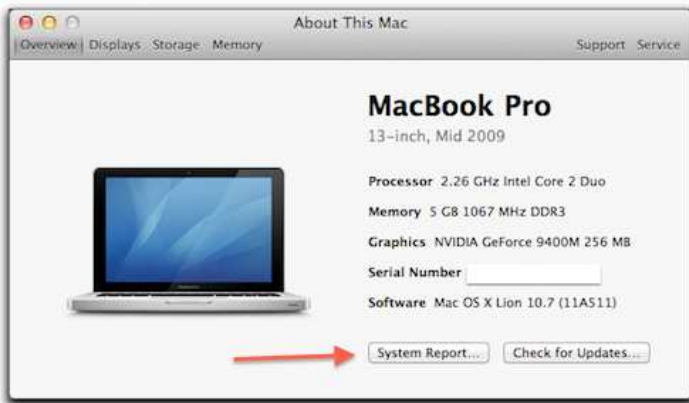 About This Mac
Overview Displays Storage Memory Support Service
MacBook Pro
13-inch, Mid 2009
Processor 2.26 GHz Intel Core 2 Duo
Memory 5 GB 1067 MHz DDR3
Graphics NVIDIA GeForce 9400M 256 MB
Serial Number
Software Mac OS X Lion 10.7 (11A511)
System Report... Check for Updates...